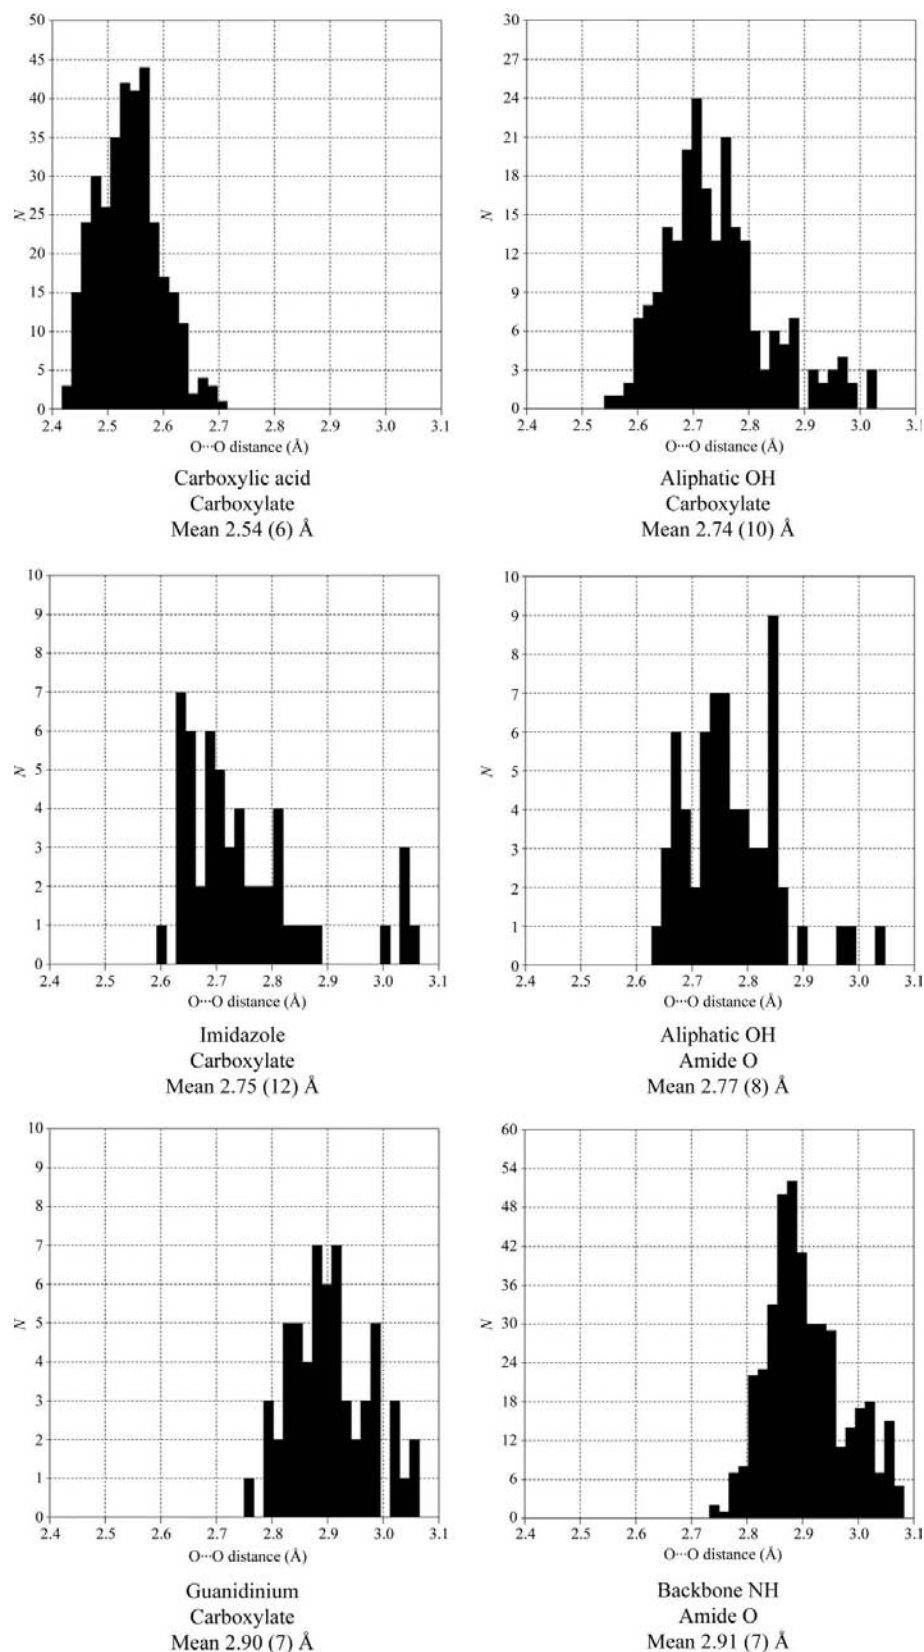 50
45
40
35
30
25
20
15
10
5
0
N
2.4 2.5 2.6 2.7 2.8 2.9 3.0 3.1
O···O distance (Å)
Carboxylic acid
Carboxylate
Mean 2.54 (6) Å
30
27
24
21
18
15
12
9
6
3
0
N
2.4 2.5 2.6 2.7 2.8 2.9 3.0 3.1
O···O distance (Å)
Aliphatic OH
Carboxylate
Mean 2.74 (10) Å
10
9
8
7
6
5
4
3
2
1
0
N
2.4 2.5 2.6 2.7 2.8 2.9 3.0 3.1
O···O distance (Å)
Imidazole
Carboxylate
Mean 2.75 (12) Å
10
9
8
7
6
5
4
3
2
1
0
N
2.4 2.5 2.6 2.7 2.8 2.9 3.0 3.1
O···O distance (Å)
Aliphatic OH
Amide O
Mean 2.77 (8) Å
10
9
8
7
6
5
4
3
2
1
0
N
2.4 2.5 2.6 2.7 2.8 2.9 3.0 3.1
O···O distance (Å)
Guanidinium
Carboxylate
Mean 2.90 (7) Å
60
54
48
42
36
30
24
18
12
6
0
N
2.4 2.5 2.6 2.7 2.8 2.9 3.0 3.1
O···O distance (Å)
Backbone NH
Amide O
Mean 2.91 (7) Å